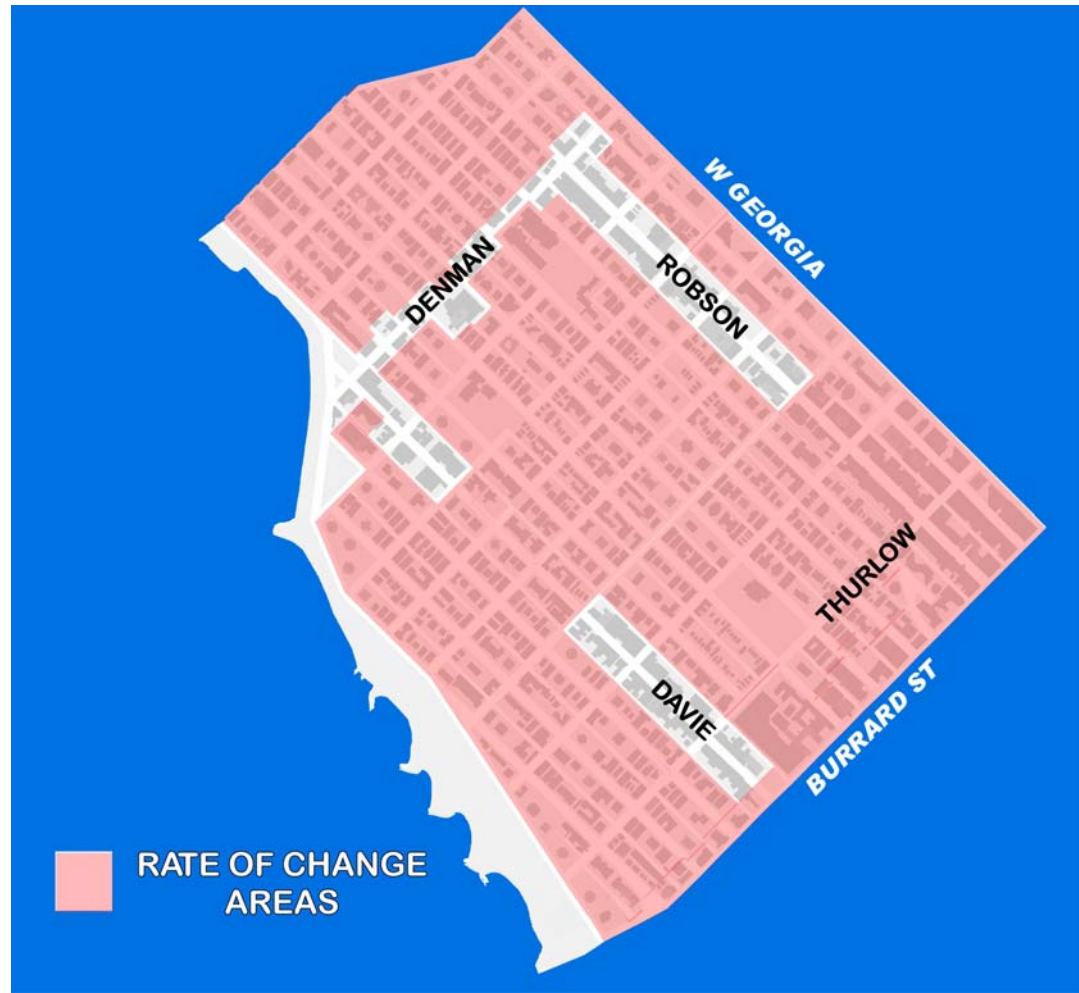 W GEORGIA
DENMAN
ROBSON
THURLOW
DAVIE
BURRARD ST
RATE OF CHANGE
AREAS